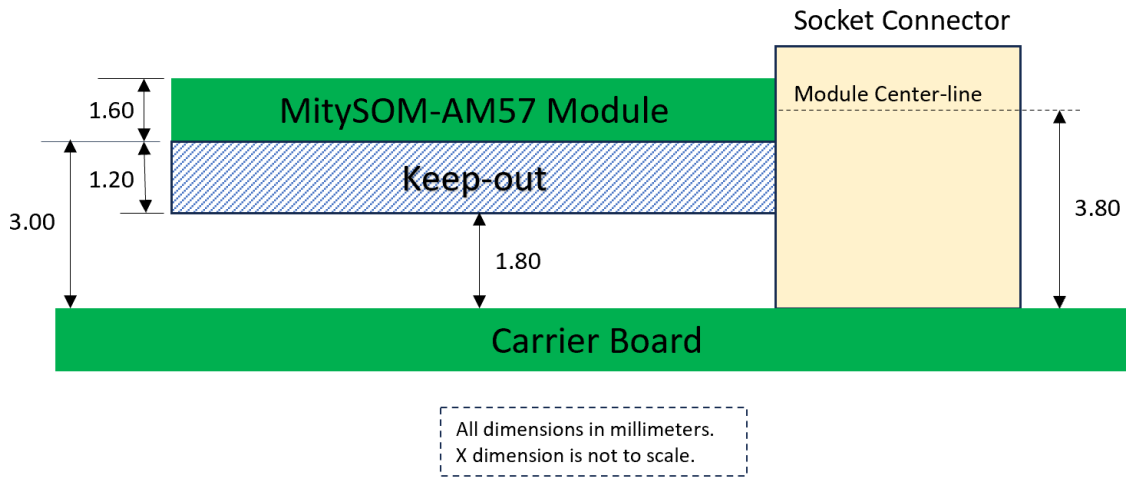 Socket Connector
Module Center-line
1.60
MitySOM-AM57 Module
1.20
Keep-out
3.00
3.80
1.80
Carrier Board
All dimensions in millimeters.
X dimension is not to scale.